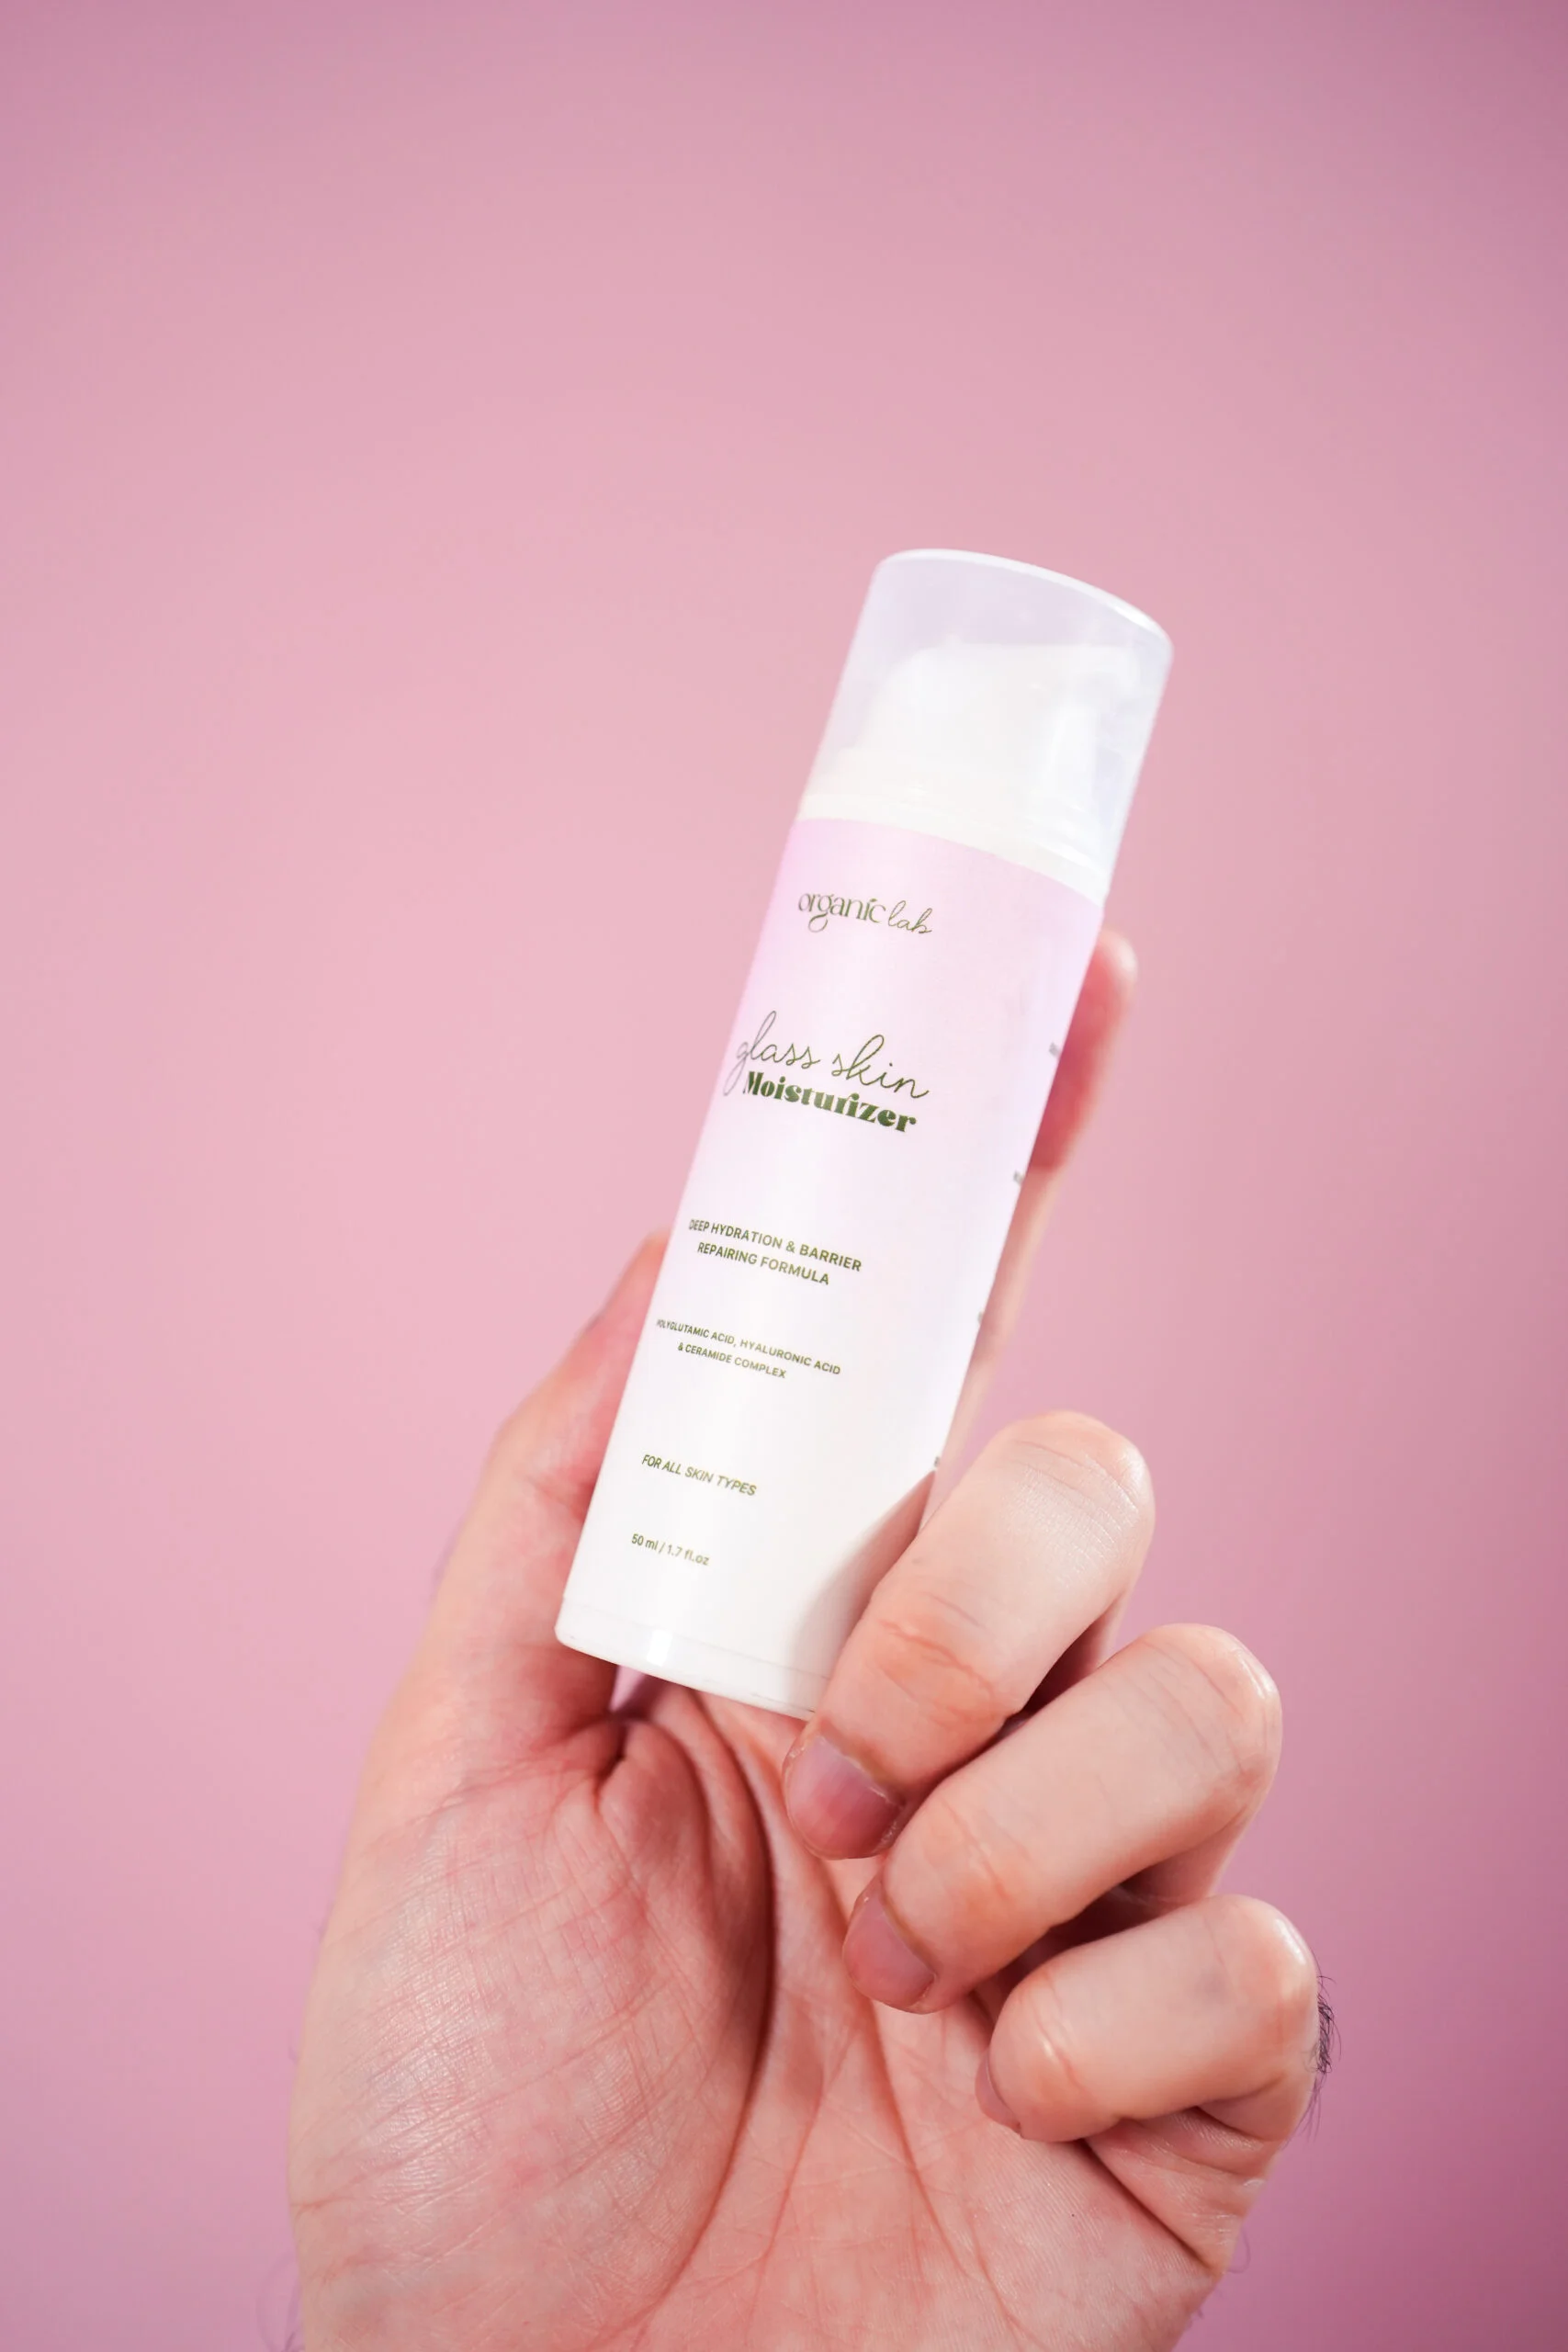 organic lab
glass skin
Moisturizer
DEEP HYDRATION & BARRIER
REPAIRING FORMULA
POLYGLUTAMIC ACID, HYALURONIC ACID
& CERAMIDE COMPLEX
FOR ALL SKIN TYPES
50 ml / 1.7 fl.oz